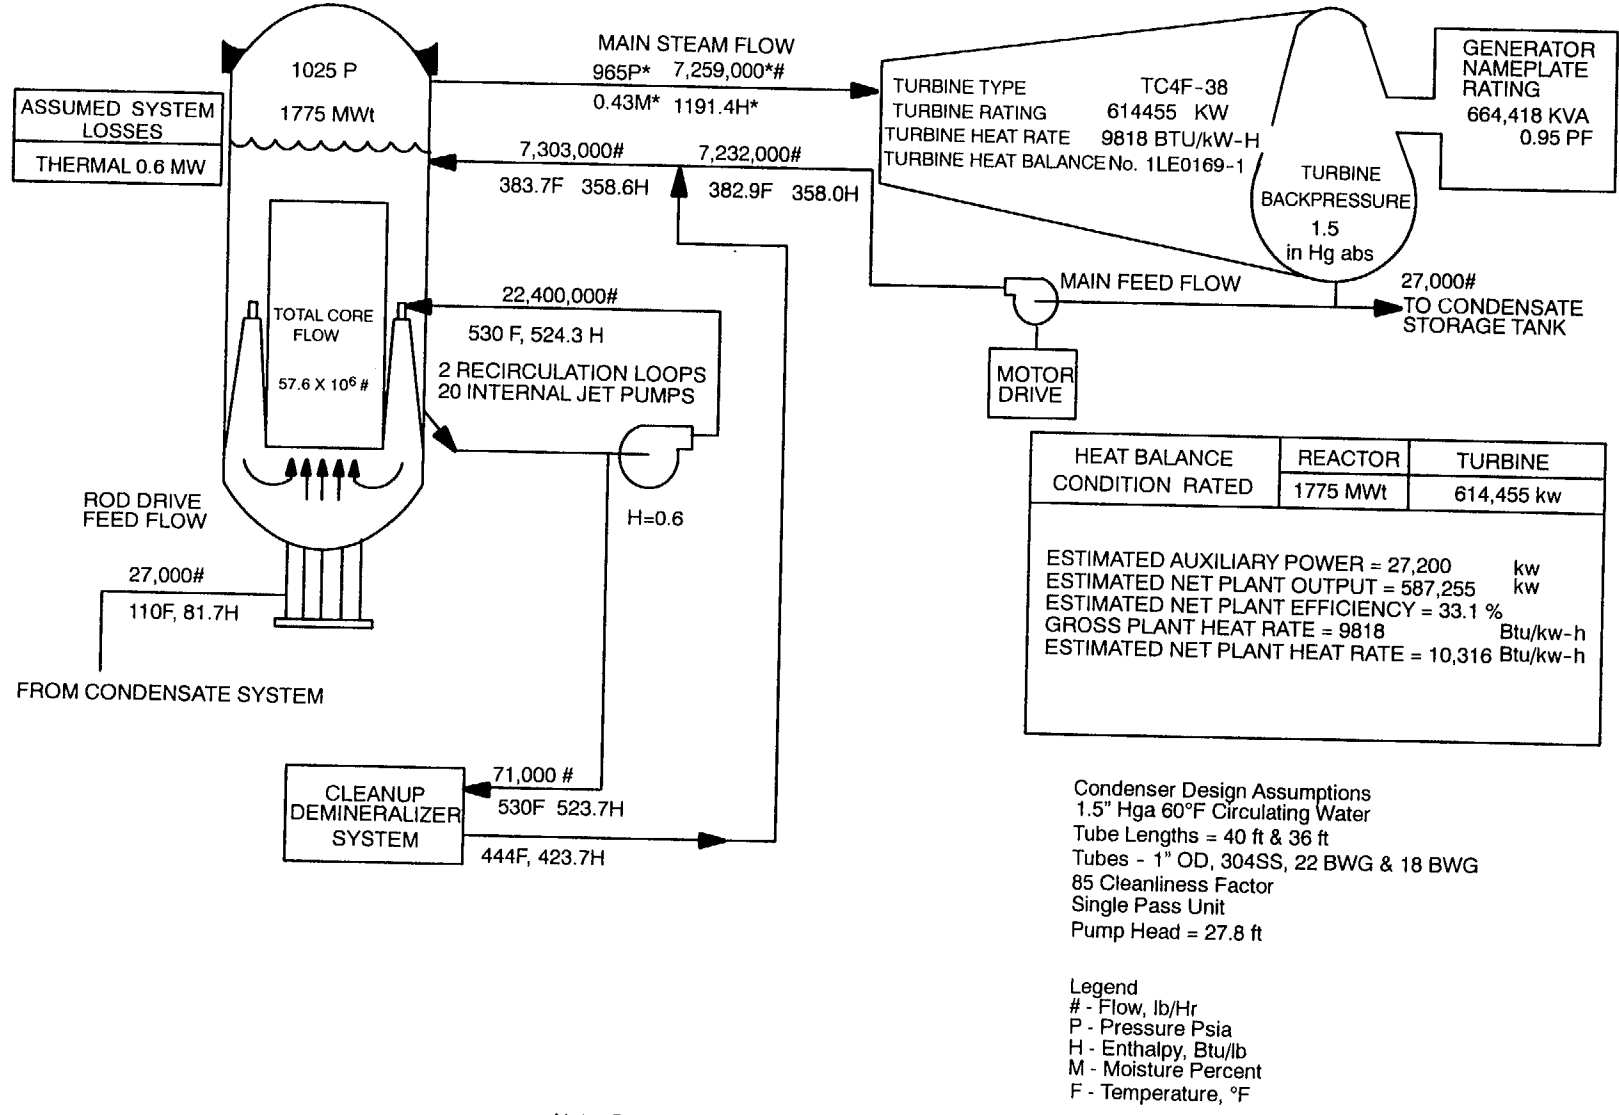 MAIN STEAM FLOW
965P* 7,259,000*#
0.43M* 1191.4H*
1025 P
1775 MWt
ASSUMED SYSTEM
LOSSES
THERMAL 0.6 MW
7,303,000#
383.7F 358.6H
7,232,000#
382.9F 358.0H
TURBINE TYPE TC4F-38
TURBINE RATING 614455 KW
TURBINE HEAT RATE 9818 BTU/kW-H
TURBINE HEAT BALANCE No. 1LE0169-1
TURBINE
BACKPRESSURE
1.5
in Hg abs
GENERATOR
NAMEPLATE
RATING
664,418 KVA
0.95 PF
MAIN FEED FLOW
27,000#
TO CONDENSATE
STORAGE TANK
MOTOR
DRIVE
TOTAL CORE
FLOW
57.6 X 10⁶ #
22,400,000#
530 F, 524.3 H
2 RECIRCULATION LOOPS
20 INTERNAL JET PUMPS
H=0.6
ROD DRIVE
FEED FLOW
27,000#
110F, 81.7H
FROM CONDENSATE SYSTEM
CLEANUP
DEMINERALIZER
SYSTEM
71,000 #
530F 523.7H
444F, 423.7H
HEAT BALANCE
CONDITION RATED
REACTOR
1775 MWt
TURBINE
614,455 kw
ESTIMATED AUXILIARY POWER = 27,200 kw
ESTIMATED NET PLANT OUTPUT = 587,255 kw
ESTIMATED NET PLANT EFFICIENCY = 33.1 %
GROSS PLANT HEAT RATE = 9818 Btu/kw-h
ESTIMATED NET PLANT HEAT RATE = 10,316 Btu/kw-h
Condenser Design Assumptions
1.5" Hga 60°F Circulating Water
Tube Lengths = 40 ft & 36 ft
Tubes - 1" OD, 304SS, 22 BWG & 18 BWG
85 Cleanliness Factor
Single Pass Unit
Pump Head = 27.8 ft
Legend
# - Flow, lb/Hr
P - Pressure Psia
H - Enthalpy, Btu/lb
M - Moisture Percent
F - Temperature, °F